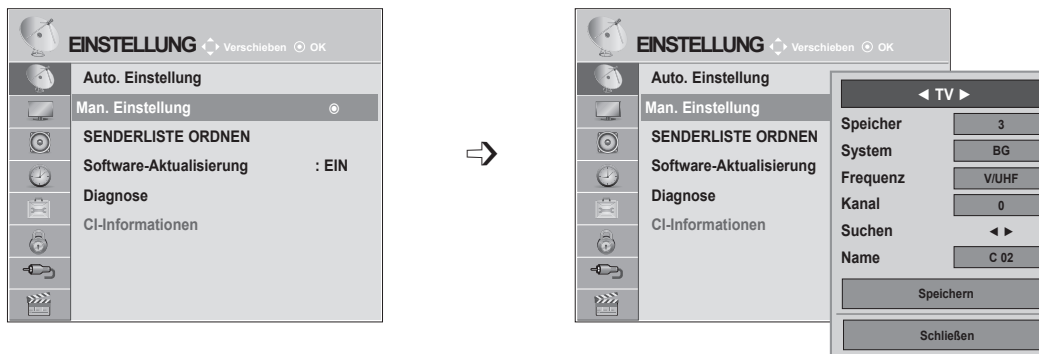 EINSTELLUNG Verschieben OK
Auto. Einstellung
Man. Einstellung
SENDERLISTE ORDNEN
Software-Aktualisierung : EIN
Diagnose
CI-Informationen
EINSTELLUNG Verschieben OK
Auto. Einstellung
Man. Einstellung
SENDERLISTE ORDNEN
Software-Aktualisierung
Diagnose
CI-Informationen
◀ TV ▶
Speicher 3
System BG
Frequenz V/UHF
Kanal 0
Suchen ◀ ▶
Name C 02
Speichern
Schließen